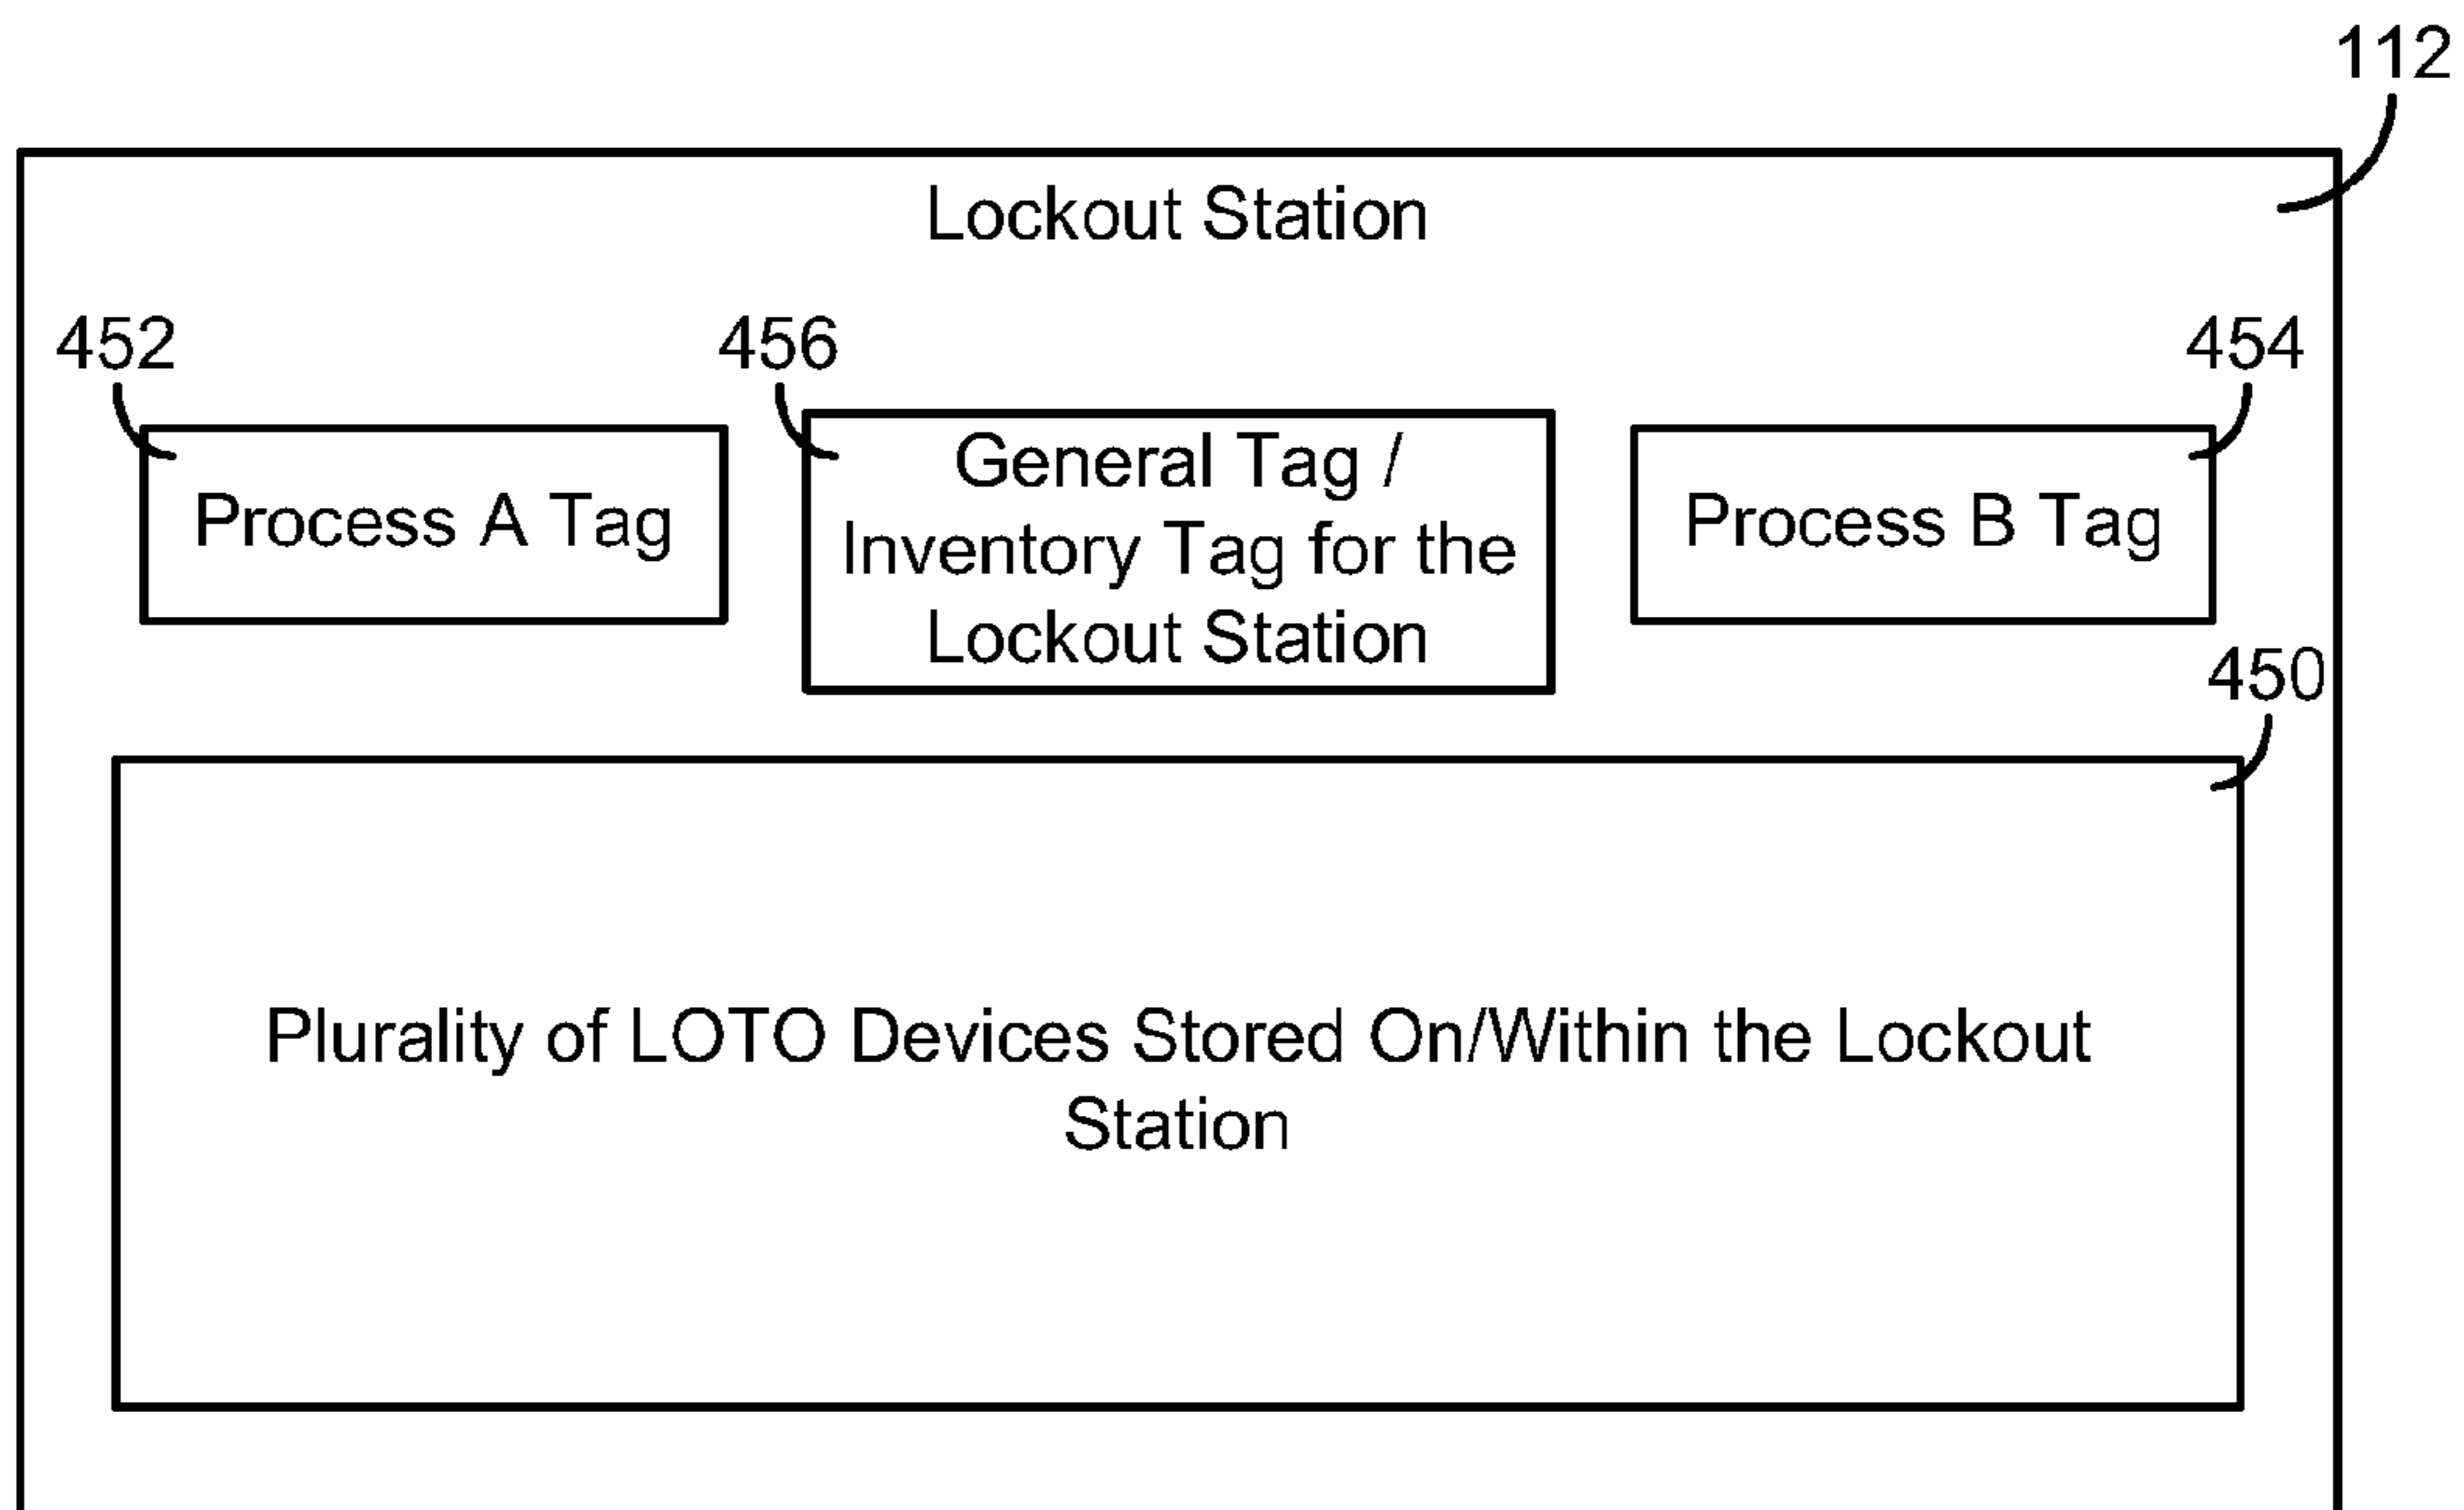 112
Lockout Station
452
456
454
Process A Tag
General Tag /
Inventory Tag for the
Lockout Station
Process B Tag
450
Plurality of LOTO Devices Stored On/Within the Lockout
Station